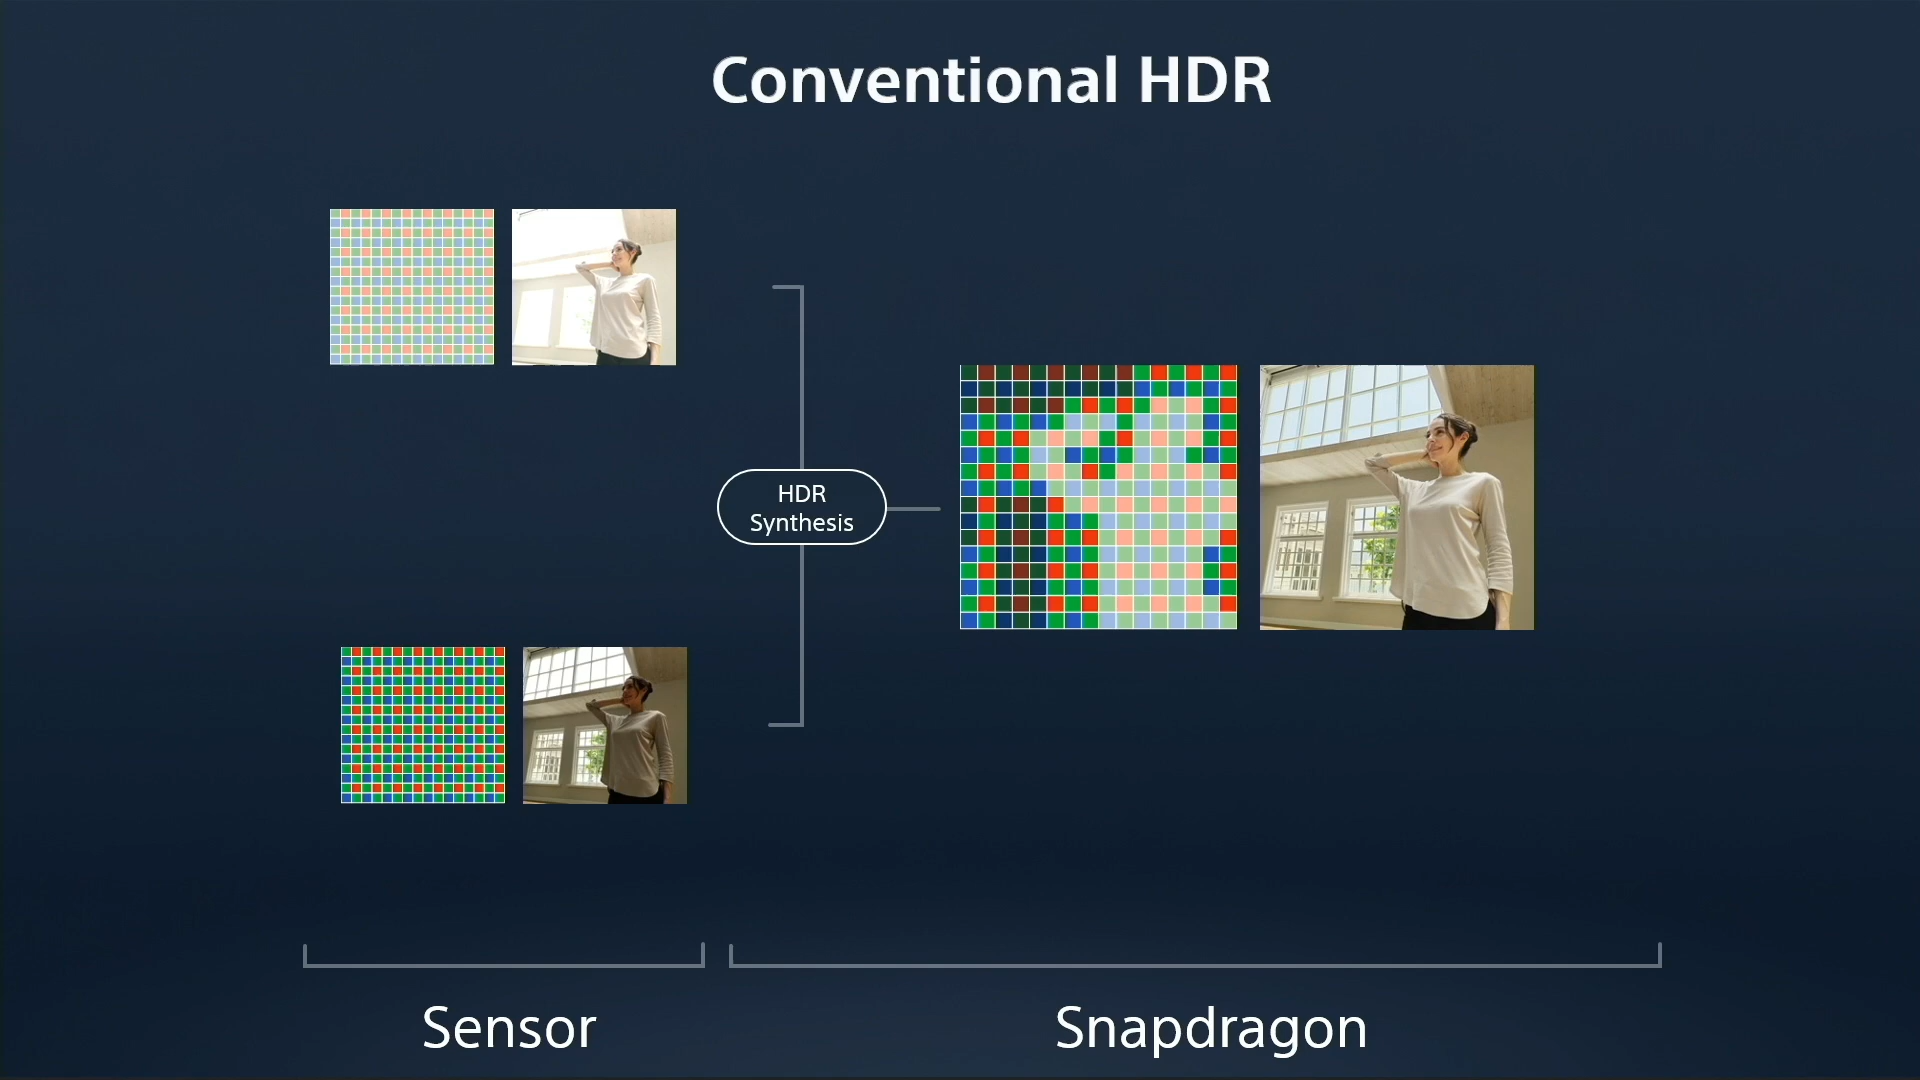 Conventional HDR
HDR
Synthesis
Sensor
Snapdragon